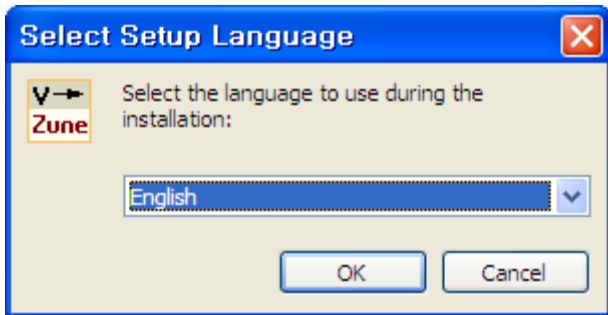 Select Setup Language
V
Zune
Select the language to use during the
installation:
English
OK
Cancel